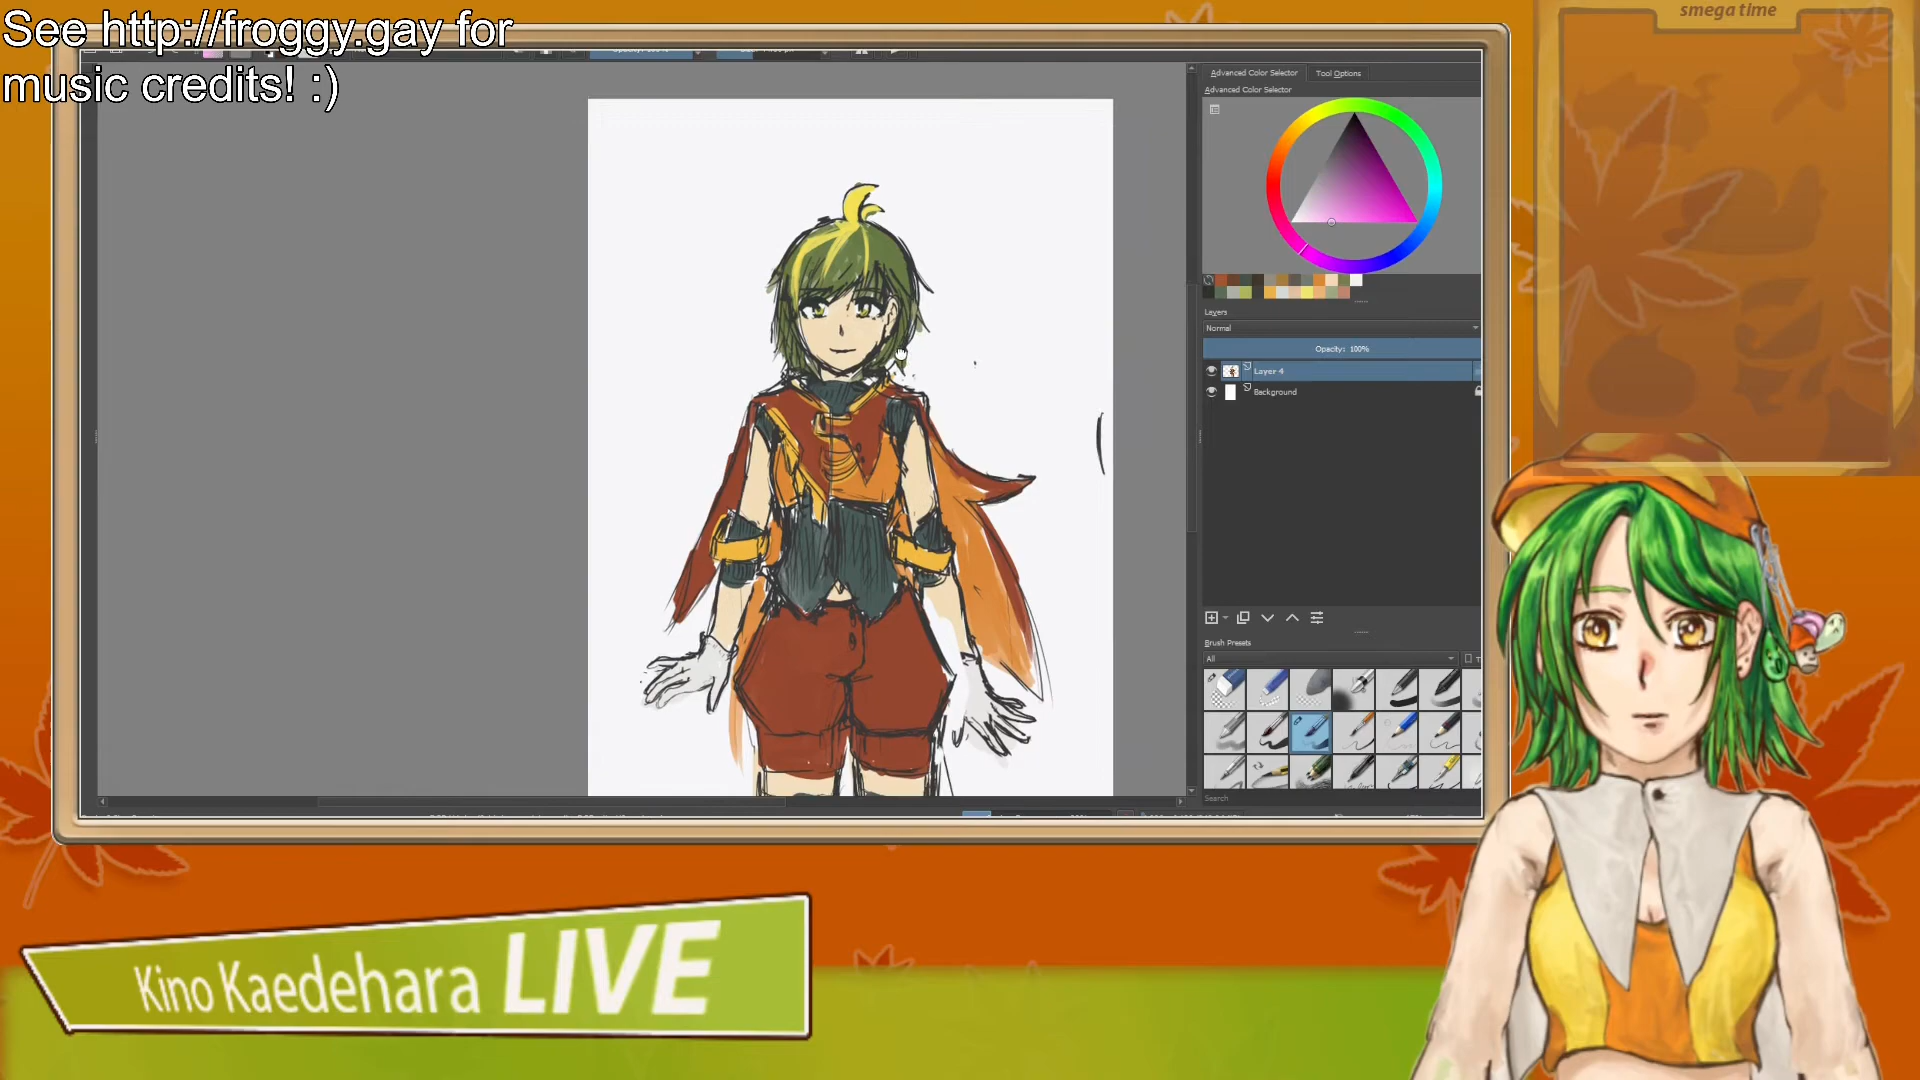 See http://froggy.gay for
music credits! :)
smega time
Advanced Color Selector
Tool Options
Advanced Color Selector
Layers
Normal
Opacity: 100%
Layer 4
Background
Brush Presets
All
Search
Kino Kaedehara LIVE